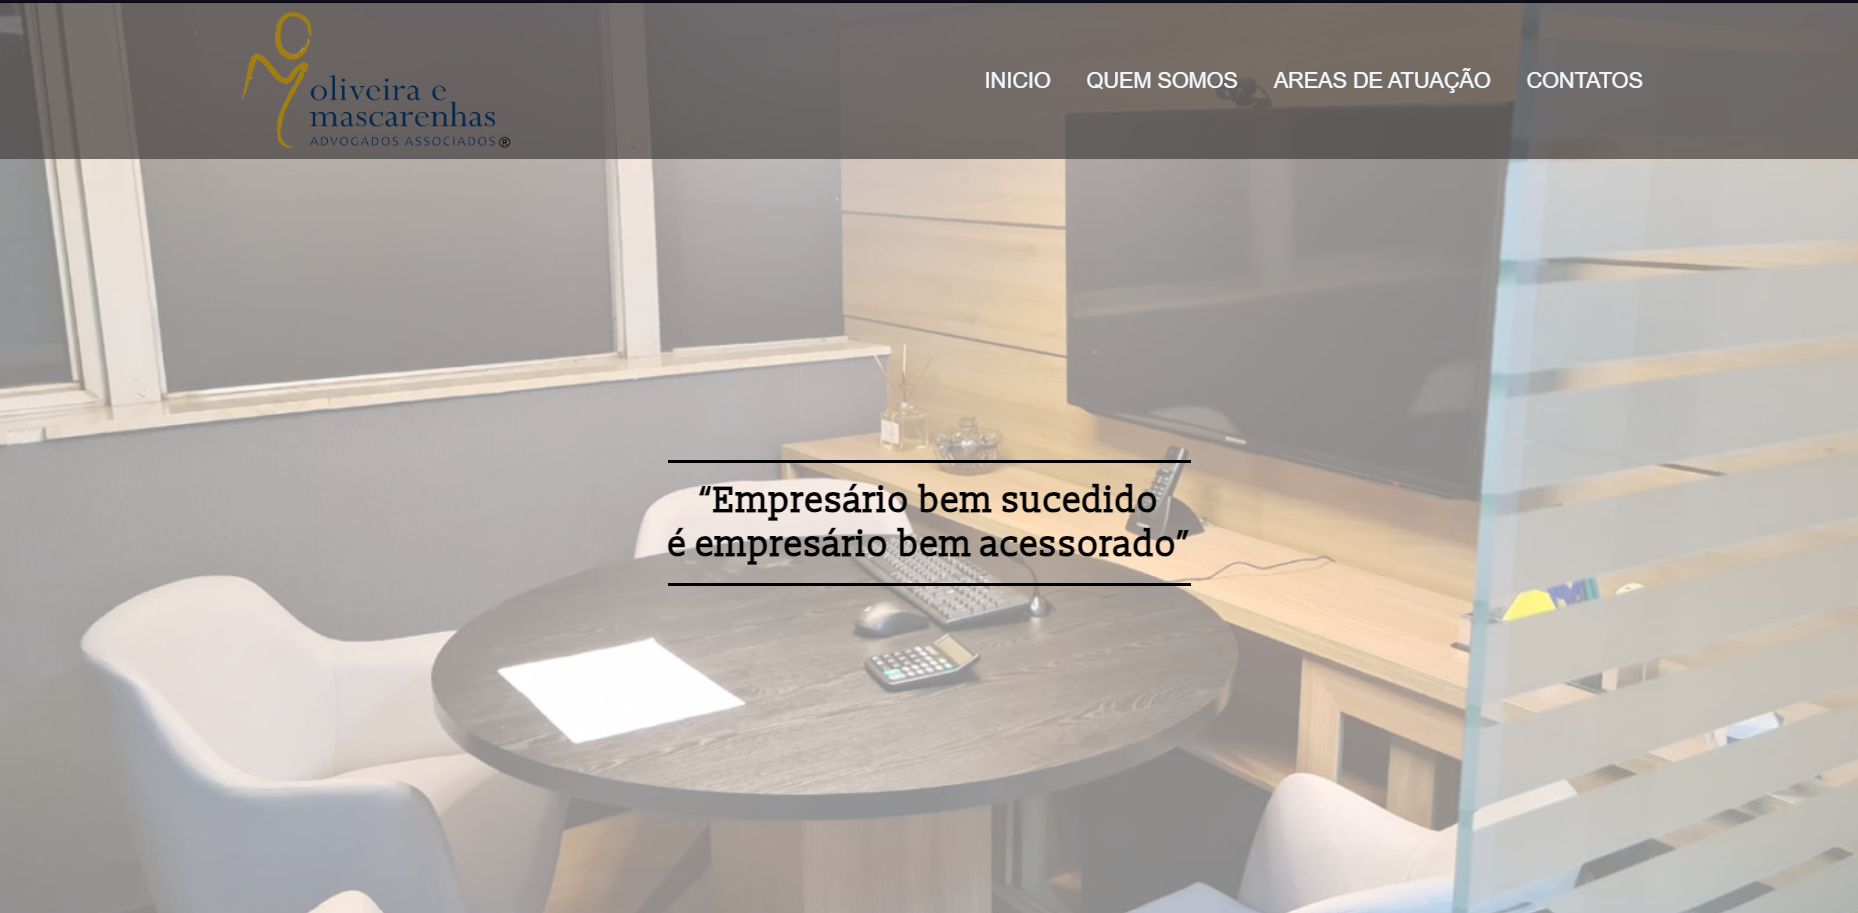 oliveira e
mascarenhas
ADVOGADOS ASSOCIADOS®
INICIO QUEM SOMOS AREAS DE ATUAÇÃO CONTATOS
“Empresário bem sucedido
é empresário bem acessorado”